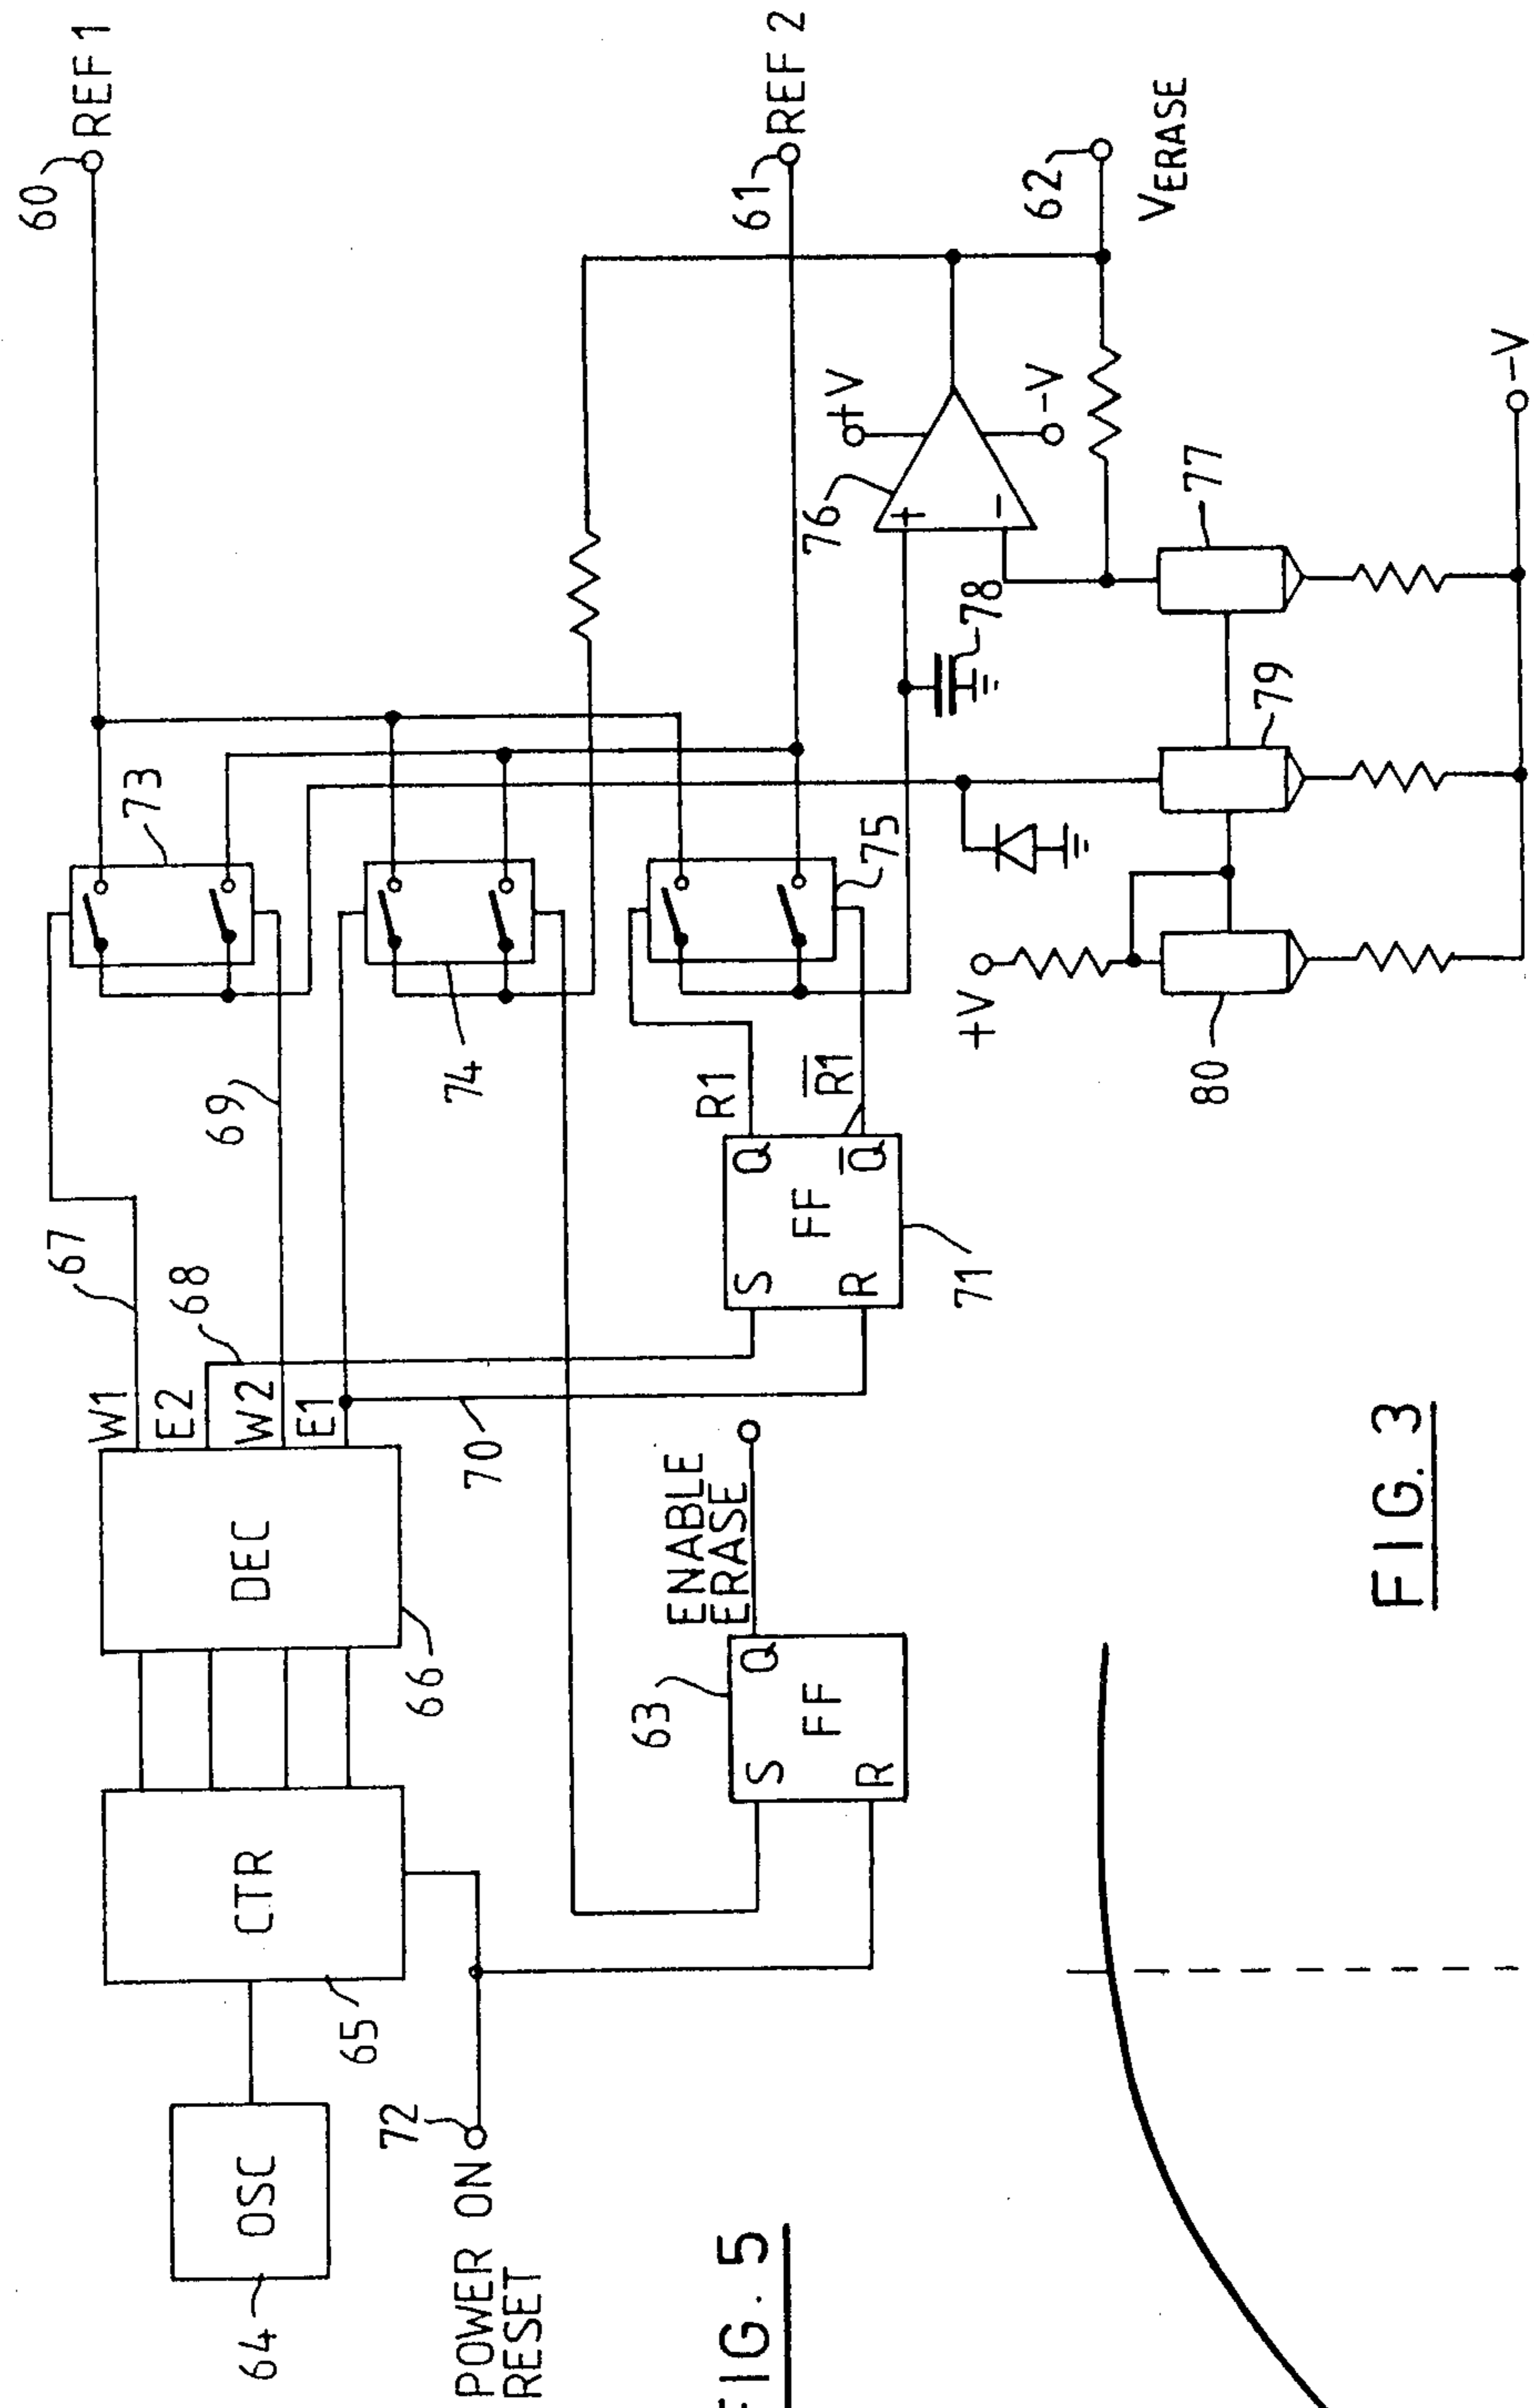 60
REF 1
67
73
W1
68
E2
69
W2
E1
OSC
64
CTR
65
DEC
66
70
74
72
POWER ON
RESET
ENABLE
ERASE
63
S
Q
FF
R
R1
R1
S
Q
FF
R
Q
71
75
61
REF 2
76
+V
+
-
-V
78
62
VERASE
77
79
+V
80
-V
FIG. 5
FIG. 3